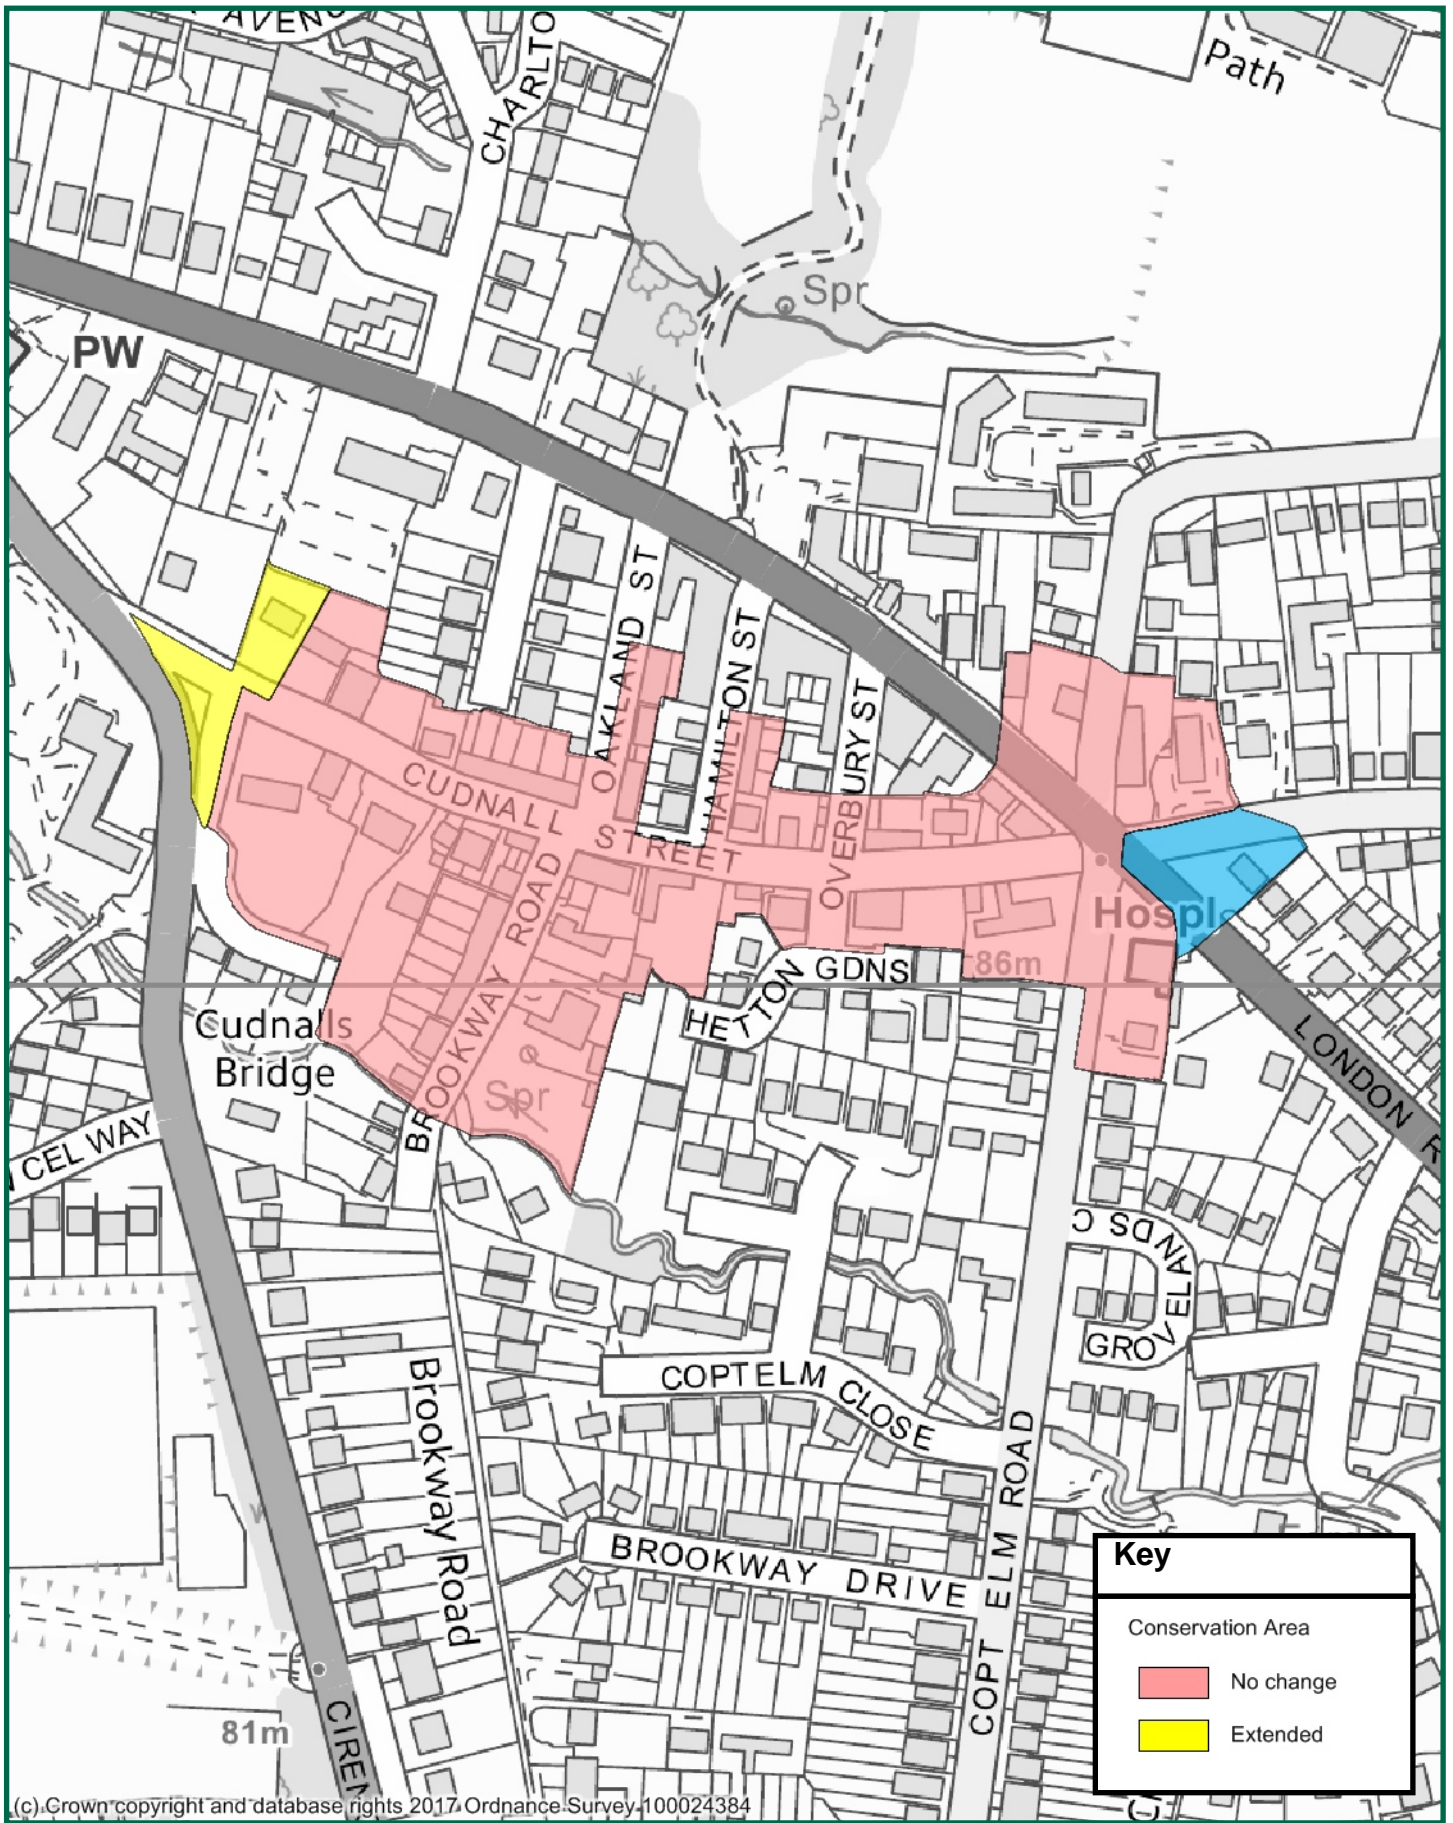 AVENU
CHARLTO
Path
Spr
PW
OAKLAND ST
HAMILTON ST
OVERBURY ST
CUDNALL STREET
BROOKWAY ROAD
Hospl
86m
HETTON GDNS
Cudnalls
Bridge
Spr
LONDON R
CEL WAY
GROVELANDS C
COPTELM CLOSE
Brookway Road
COPT ELM ROAD
BROOKWAY DRIVE
81m
CIREN
Key
Conservation Area
No change
Extended
(c) Crown copyright and database rights 2017 Ordnance Survey 100024384